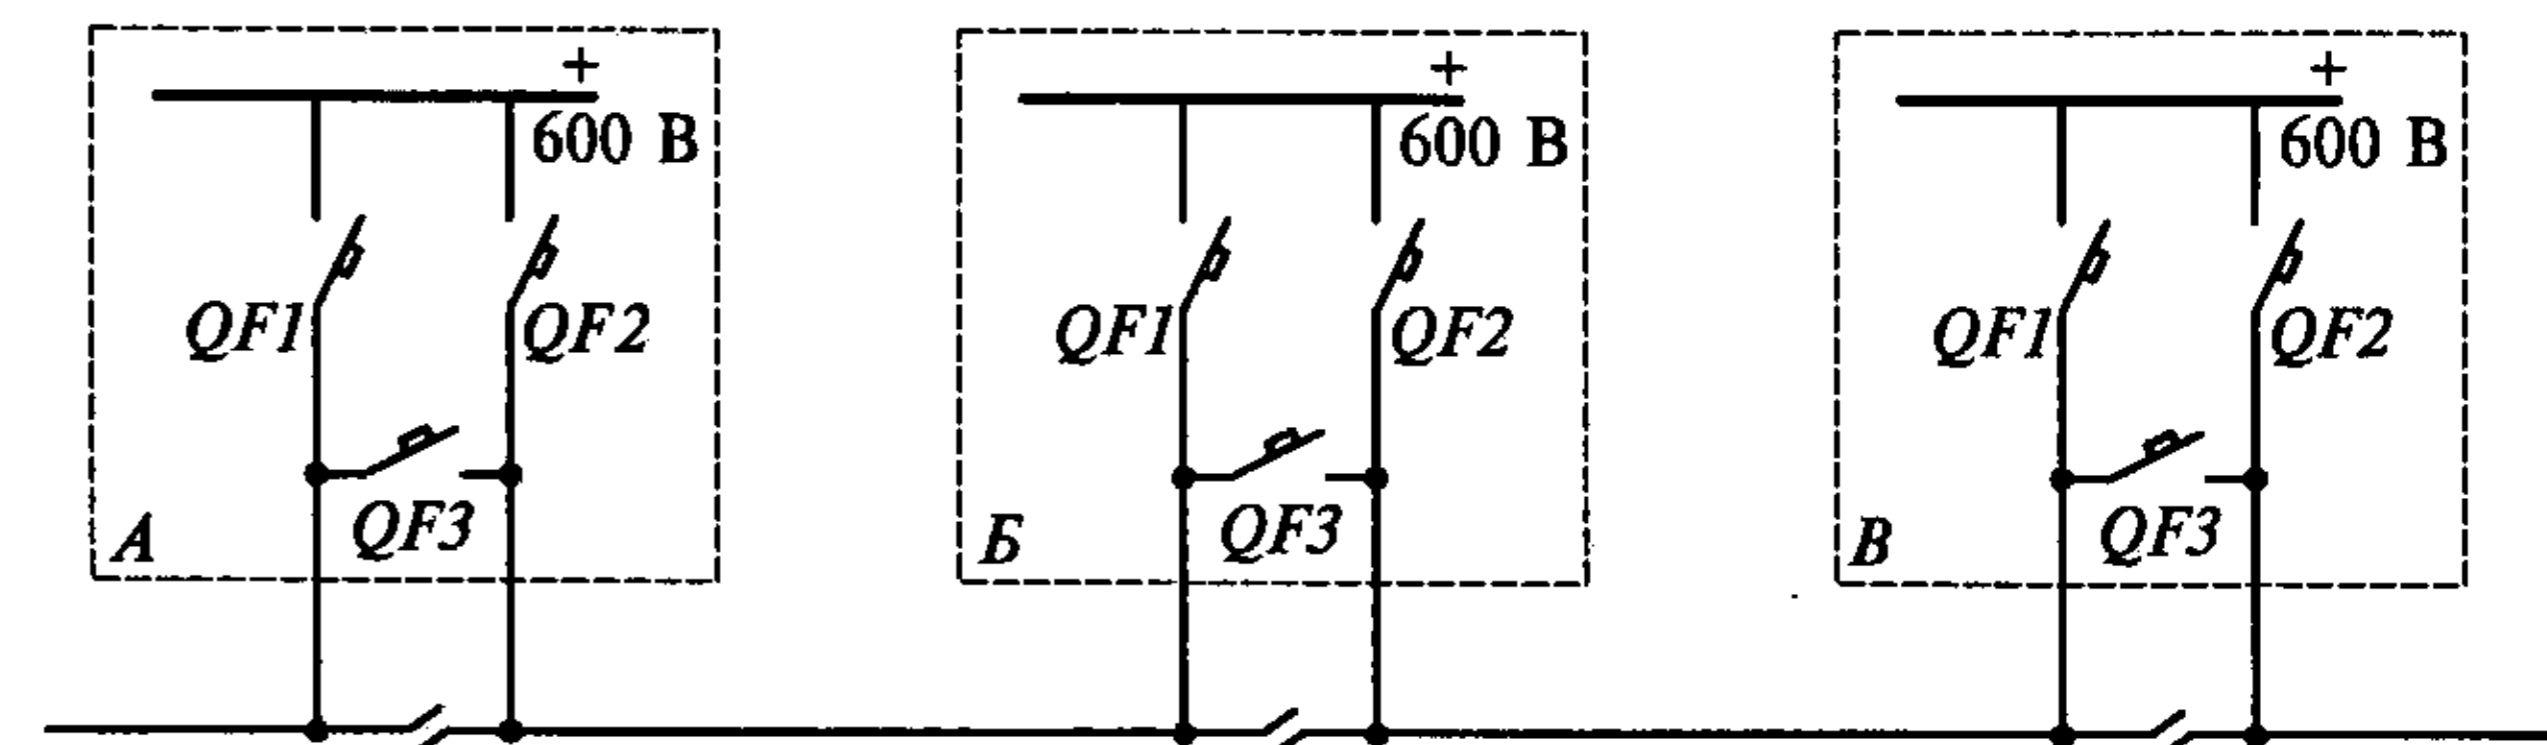 + + +
600 В 600 В 600 В
QF1 QF2 QF1 QF2 QF1 QF2
А QF3 Б QF3 В QF3